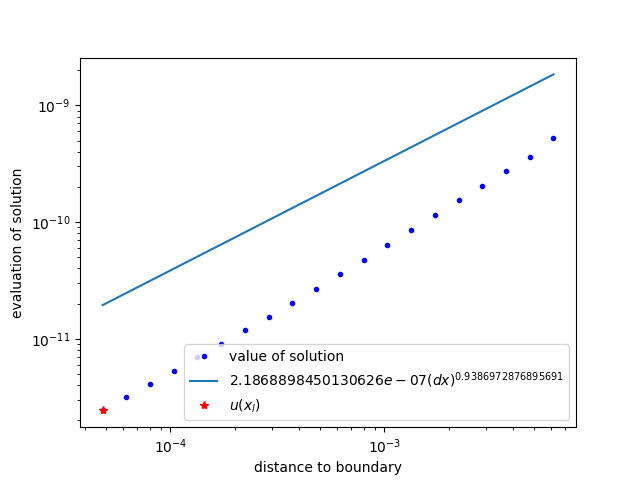 10⁻⁹
10⁻¹⁰
10⁻¹¹
evaluation of solution
value of solution
2.1868898450130626e − 07(dx)^0.9386972876895691
u(x_l)
10⁻⁴
10⁻³
distance to boundary